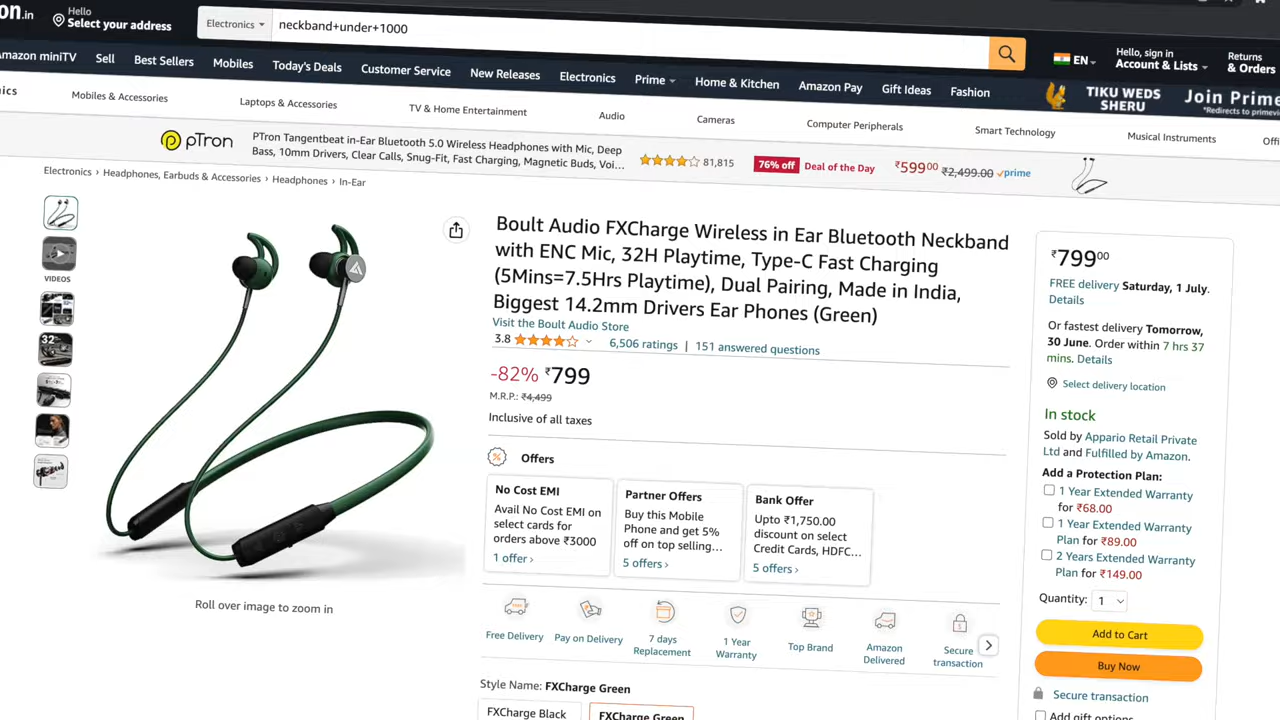 on.in
Hello
Select your address
Electronics
neckband+under+1000
EN
Hello, sign in
Account & Lists
Returns
& Orders
Amazon miniTV
Sell
Best Sellers
Mobiles
Today's Deals
Customer Service
New Releases
Electronics
Prime
Home & Kitchen
Amazon Pay
Gift Ideas
Fashion
TIKU WEDS
SHERU
Join Prime
*Redirects to primevi
ics
Mobiles & Accessories
Laptops & Accessories
TV & Home Entertainment
Audio
Cameras
Computer Peripherals
Smart Technology
Musical Instruments
Offi
pTron
PTron Tangentbeat in-Ear Bluetooth 5.0 Wireless Headphones with Mic, Deep
Bass, 10mm Drivers, Clear Calls, Snug-Fit, Fast Charging, Magnetic Buds, Voi...
81,815
76% off
Deal of the Day
₹59900
₹2,499.00
prime
Electronics › Headphones, Earbuds & Accessories › Headphones › In-Ear
VIDEOS
32
Roll over image to zoom in
Boult Audio FXCharge Wireless in Ear Bluetooth Neckband
with ENC Mic, 32H Playtime, Type-C Fast Charging
(5Mins=7.5Hrs Playtime), Dual Pairing, Made in India,
Biggest 14.2mm Drivers Ear Phones (Green)
Visit the Boult Audio Store
3.8
6,506 ratings | 151 answered questions
-82% ₹799
M.R.P.: ₹4,499
Inclusive of all taxes
Offers
No Cost EMI
Avail No Cost EMI on
select cards for
orders above ₹3000
1 offer ›
Partner Offers
Buy this Mobile
Phone and get 5%
off on top selling...
5 offers ›
Bank Offer
Upto ₹1,750.00
discount on select
Credit Cards, HDFC...
5 offers ›
Free Delivery
Pay on Delivery
7 days
Replacement
1 Year
Warranty
Top Brand
Amazon
Delivered
Secure
transaction
Style Name: FXCharge Green
FXCharge Black
FXCharge Green
₹79900
FREE delivery Saturday, 1 July.
Details
Or fastest delivery Tomorrow,
30 June. Order within 7 hrs 37
mins. Details
Select delivery location
In stock
Sold by Appario Retail Private
Ltd and Fulfilled by Amazon.
Add a Protection Plan:
1 Year Extended Warranty
for ₹68.00
1 Year Extended Warranty
Plan for ₹89.00
2 Years Extended Warranty
Plan for ₹149.00
Quantity: 1
Add to Cart
Buy Now
Secure transaction
Add gift options